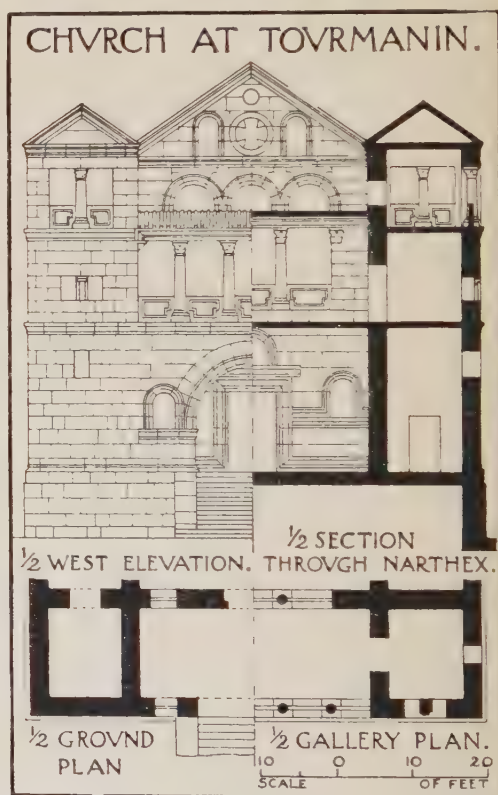 CHVRCH AT TOVRMANIN.
½ WEST ELEVATION.
½ SECTION
THROVGH NARTHEX.
½ GROVND
PLAN
½ GALLERY PLAN.
10 0 10 20
SCALE OF FEET